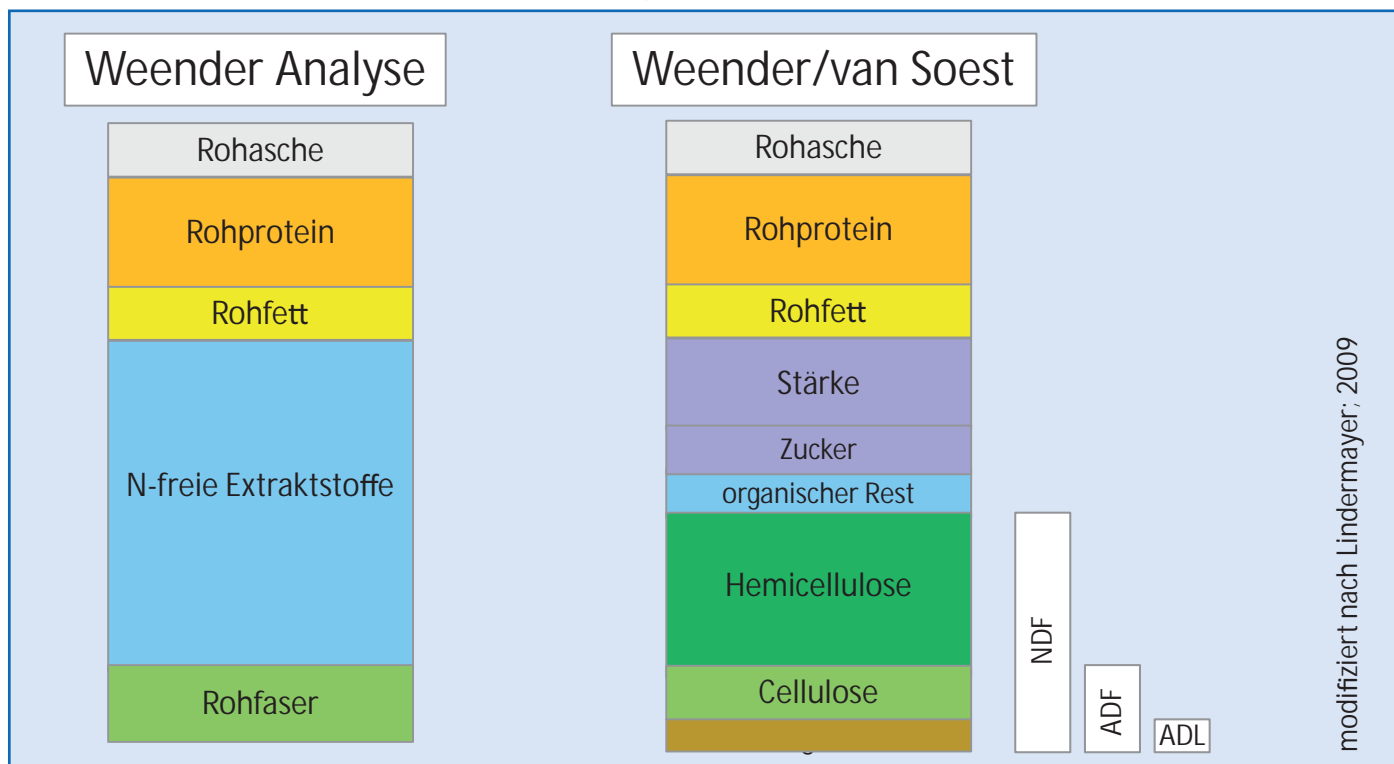 Weender Analyse
Rohasche
Rohprotein
Rohfett
N-freie Extraktstoffe
Rohfaser
Weender/van Soest
Rohasche
Rohprotein
Rohfett
Stärke
Zucker
organischer Rest
Hemicellulose
Cellulose
NDF
ADF
ADL
modifiziert nach Lindermayer; 2009